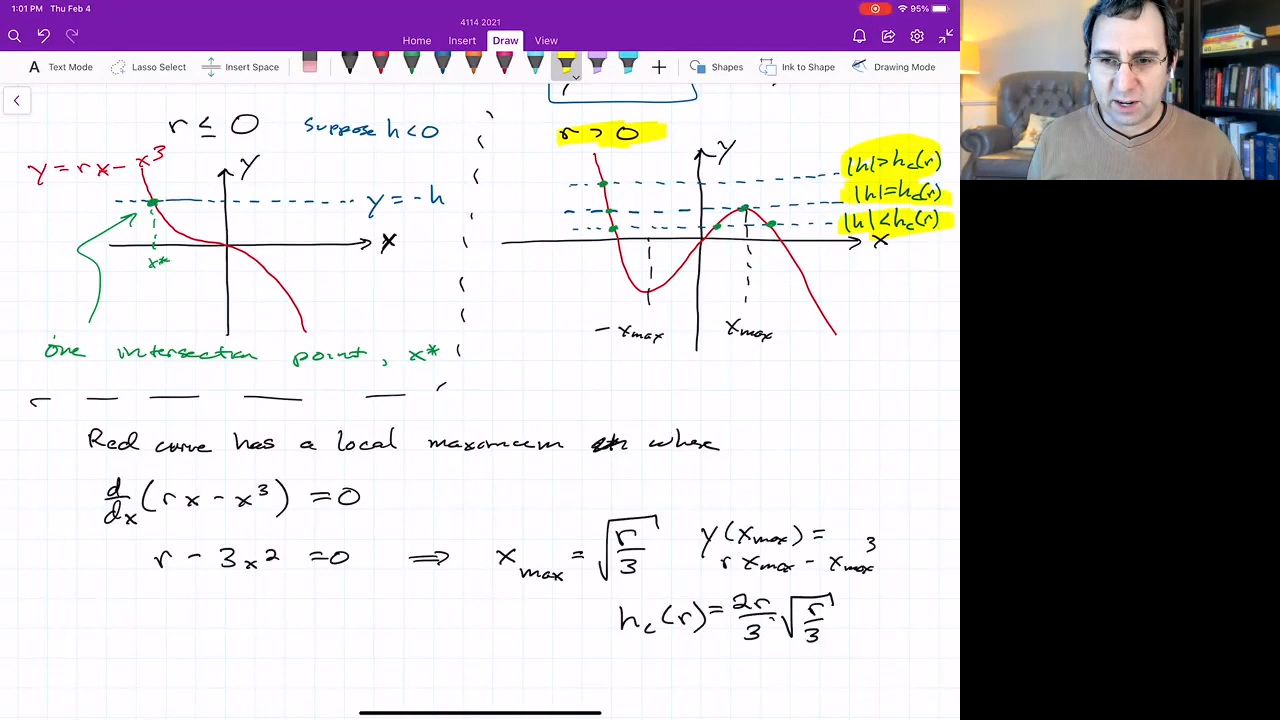 1:01 PM Thu Feb 4
95%
4114 2021
Home Insert Draw View
Text Mode Lasso Select Insert Space Shapes Ink to Shape Drawing Mode
r ≤ 0 Suppose h < 0
y = rx - x³
y
y = -h
x
x*
one intersection point, x*
r > 0
y
|h| > h_c(r)
|h| = h_c(r)
|h| < h_c(r)
x
-x_max x_max
Red curve has a local maximum where
d/dx (rx - x³) = 0
r - 3x² = 0 ⟹ x_max = √(r/3)
y(x_max) =
r x_max - x_max³
h_c(r) = 2r/3 √(r/3)